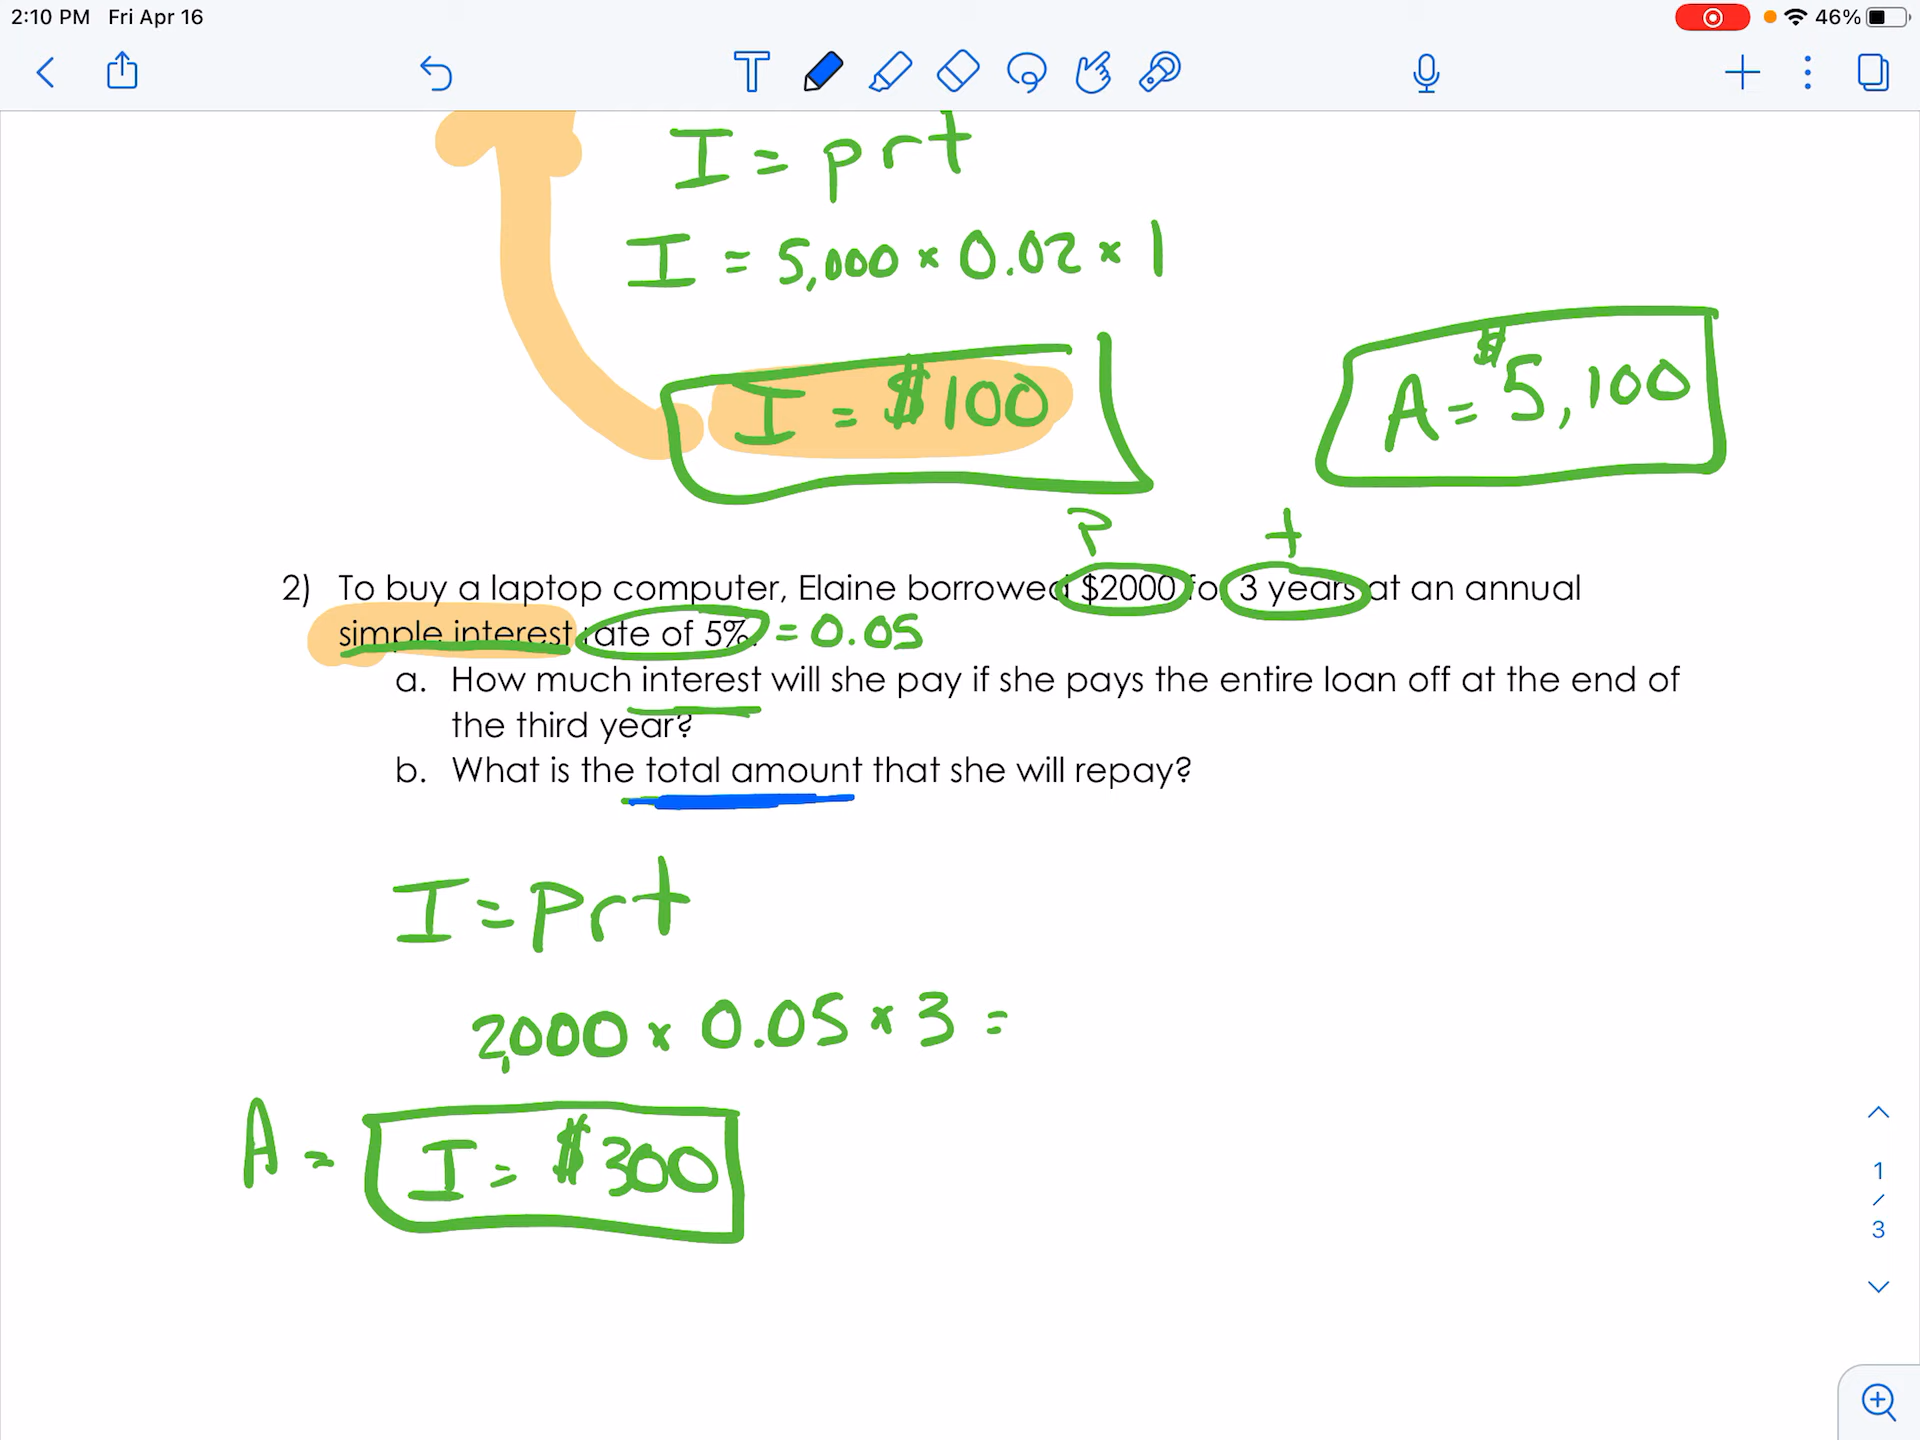 2:10 PM Fri Apr 16
46%
T
I = prt
I = 5,000 × 0.02 × 1
I = $100
A = $5,100
P t
2) To buy a laptop computer, Elaine borrowed $2000 for 3 years at an annual
simple interest rate of 5% = 0.05
a. How much interest will she pay if she pays the entire loan off at the end of
the third year?
b. What is the total amount that she will repay?
I = Prt
2,000 × 0.05 × 3 =
A = I = $300
1
/
3